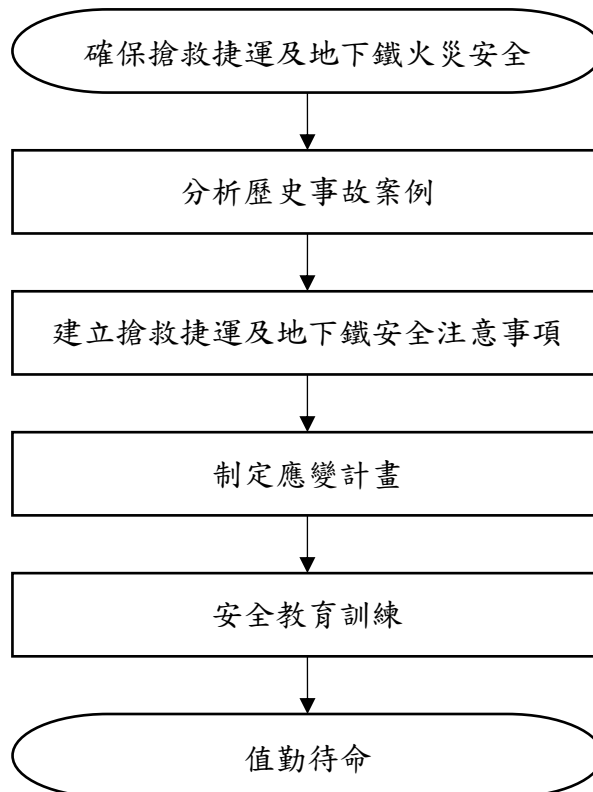 確保搶救捷運及地下鐵火災安全
分析歷史事故案例
建立搶救捷運及地下鐵安全注意事項
制定應變計畫
安全教育訓練
值勤待命